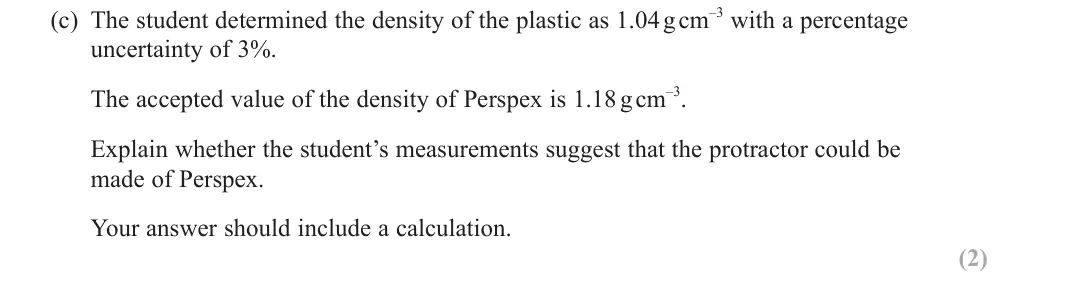 (c) The student determined the density of the plastic as 1.04 g cm⁻³ with a percentage
uncertainty of 3%.
The accepted value of the density of Perspex is 1.18 g cm⁻³.
Explain whether the student’s measurements suggest that the protractor could be
made of Perspex.
Your answer should include a calculation.
(2)